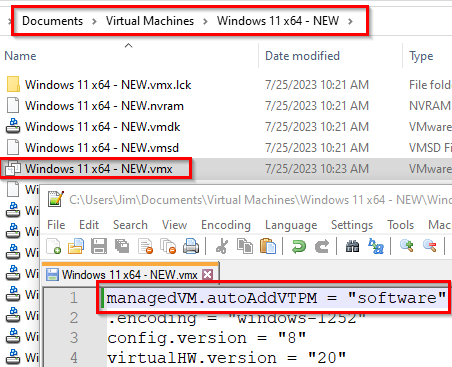 Documents > Virtual Machines > Windows 11 x64 - NEW >
Name Date modified Type
Windows 11 x64 - NEW.vmx.lck 7/25/2023 10:21 AM File fold
Windows 11 x64 - NEW.nvram 7/25/2023 10:21 AM NVRAM
Windows 11 x64 - NEW.vmdk 7/25/2023 10:21 AM VMware
Windows 11 x64 - NEW.vmsd 7/25/2023 10:21 AM VMSD F
Windows 11 x64 - NEW.vmx 7/25/2023 10:23 AM VMware
Wi
C:\Users\Jim\Documents\Virtual Machines\Windows 11 x64 - NEW\Win
Wi
File Edit Search View Encoding Language Settings Tools Ma
Wi
Wi
Windows 11 x64 - NEW.vmx
Wi
1 managedVM.autoAddVTPM = "software"
Wi
2 .encoding = "windows-1252"
Wi
3 config.version = "8"
Wi
4 virtualHW.version = "20"
Wi